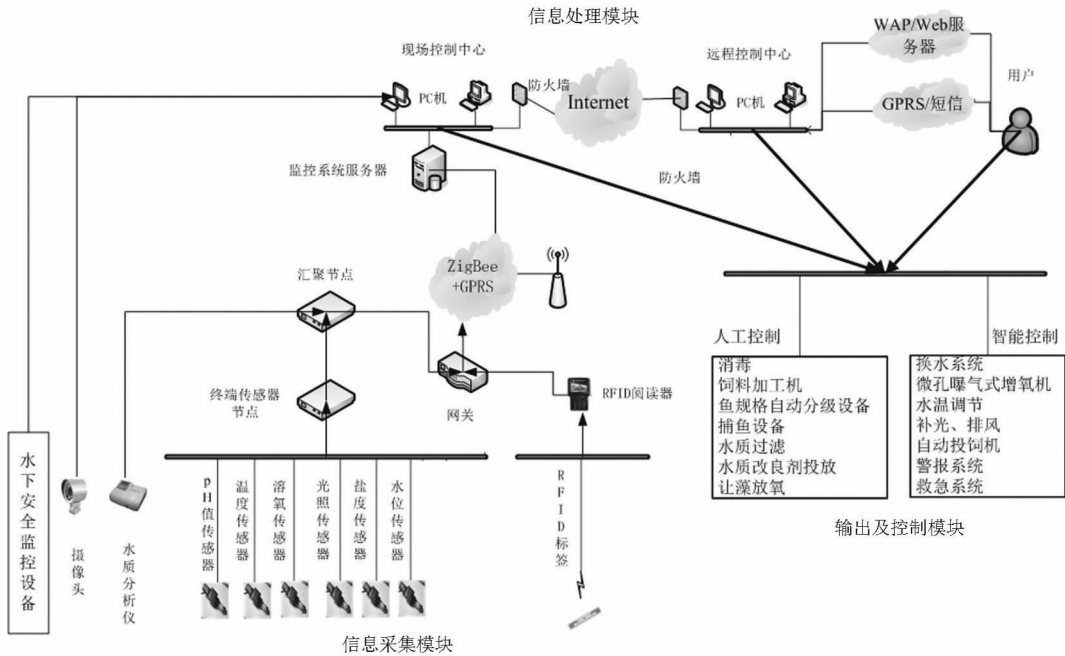 信息处理模块
现场控制中心
PC机
防火墙
Internet
远程控制中心
PC机
WAP/Web服
务器
GPRS/短信
用户
监控系统服务器
防火墙
ZigBee
+GPRS
汇聚节点
终端传感器
节点
网关
RFID阅读器
人工控制
消毒
饲料加工机
鱼规格自动分级设备
捕鱼设备
水质过滤
水质改良剂投放
让藻放氧
智能控制
换水系统
微孔曝气式增氧机
水温调节
补光、排风
自动投饲机
警报系统
救急系统
输出及控制模块
水下安全监控设备
摄像头
水质分析仪
pH值传感器
温度传感器
溶氧传感器
光照传感器
盐度传感器
水位传感器
RFID标签
信息采集模块